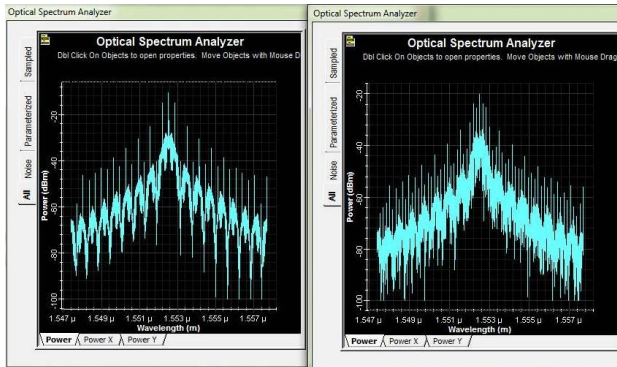 Optical Spectrum Analyzer
Optical Spectrum Analyzer
Dbl Click On Objects to open properties. Move Objects with Mouse D
Sampled
Parameterized
Noise
All
Power (dBm)
-20
-40
-60
-80
-100
1.547 µ 1.549 µ 1.551 µ 1.553 µ 1.555 µ 1.557 µ
Wavelength (m)
Power Power X Power Y
Optical Spectrum Analyzer
Optical Spectrum Analyzer
Dbl Click On Objects to open properties. Move Objects with Mouse Drag
Sampled
Parameterized
Noise
All
Power (dBm)
-20
-40
-60
-80
-100
1.547 µ 1.549 µ 1.551 µ 1.553 µ 1.555 µ 1.557 µ
Wavelength (m)
Power Power X Power Y